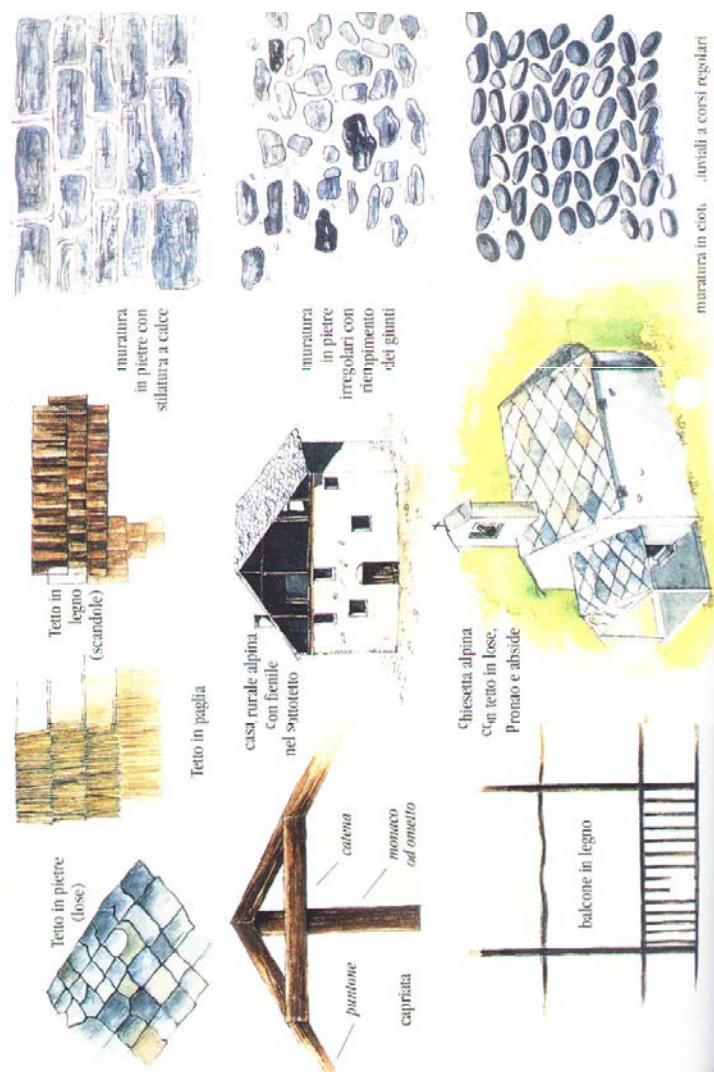 Tetto in pietre
(lose)
Tetto in paglia
Tetto in
legno
(scandole)
muratura
in pietre con
stilatura a calce
puntone
catena
monaco
od ometto
capriata
casa rurale alpina
con fienile
nel sottotetto
muratura
in pietre
irregolari con
riempimento
dei giunti
balcone in legno
chiesetta alpina
con tetto in lose,
Pronao e abside
muratura in a corsi regolari